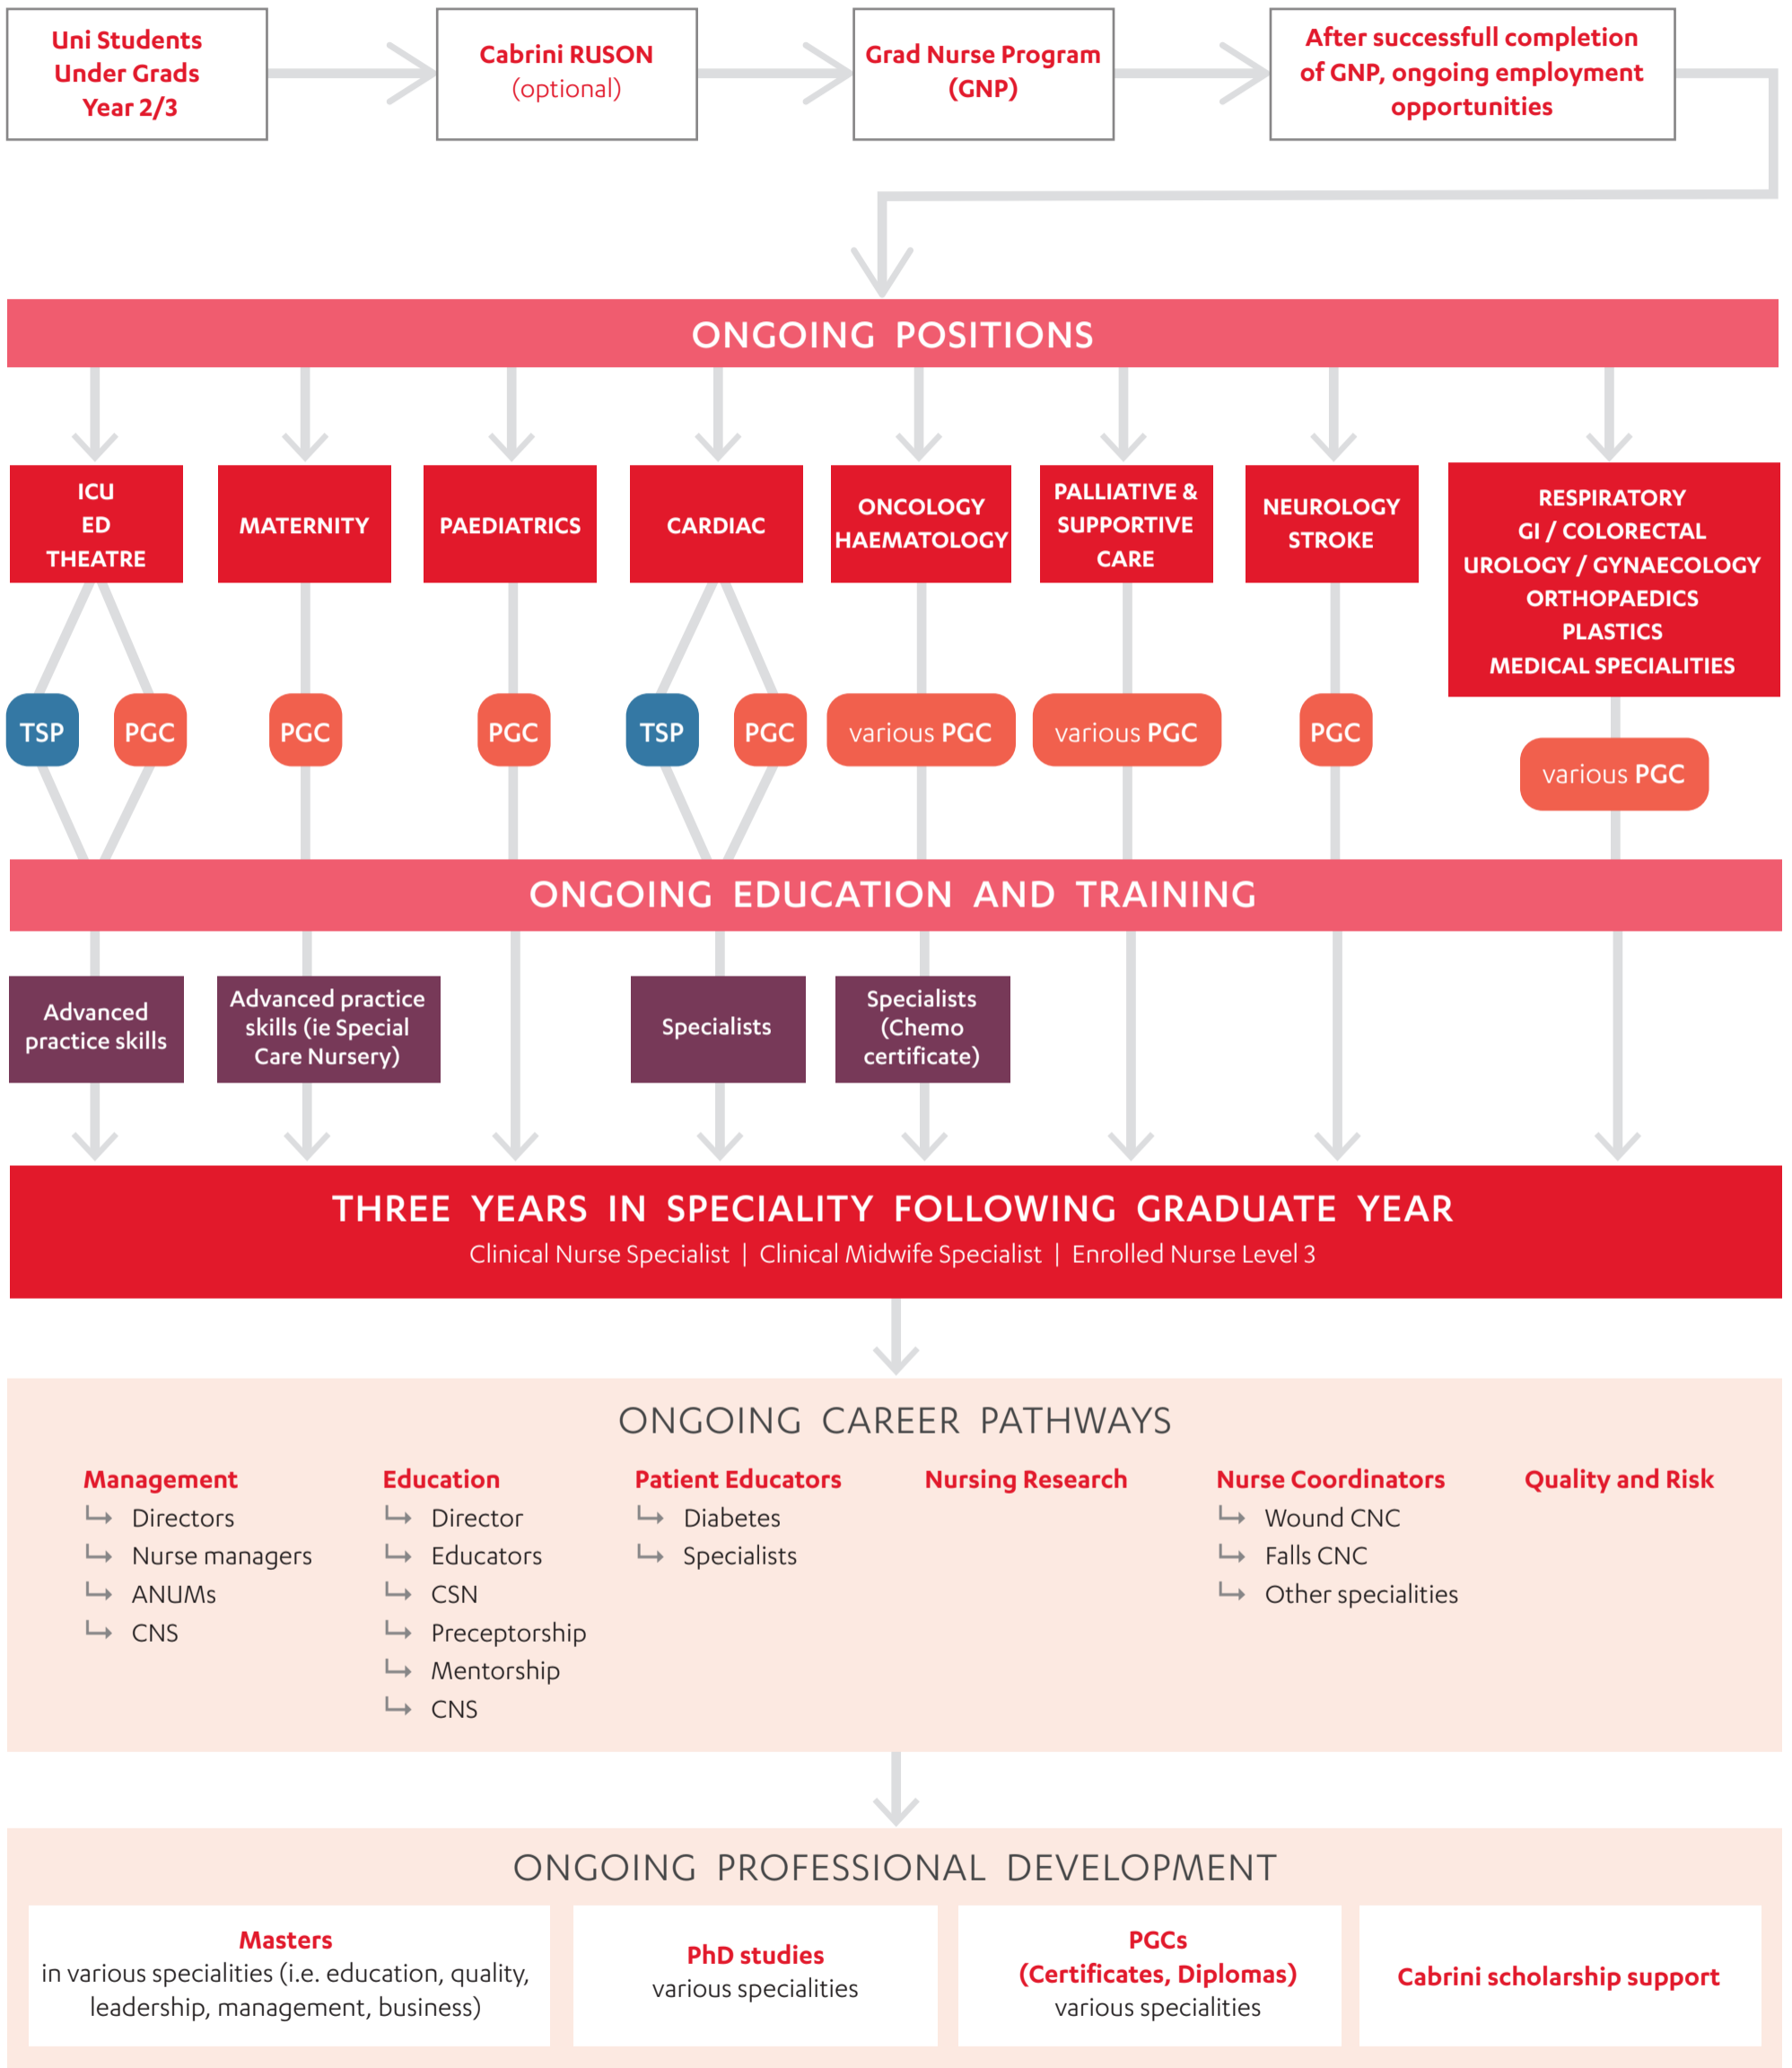 Uni Students
Under Grads
Year 2/3
Cabrini RUSON
(optional)
Grad Nurse Program
(GNP)
After successfull completion
of GNP, ongoing employment
opportunities
ONGOING POSITIONS
ICU
ED
THEATRE
MATERNITY
PAEDIATRICS
CARDIAC
ONCOLOGY
HAEMATOLOGY
PALLIATIVE &
SUPPORTIVE
CARE
NEUROLOGY
STROKE
RESPIRATORY
GI / COLORECTAL
UROLOGY / GYNAECOLOGY
ORTHOPAEDICS
PLASTICS
MEDICAL SPECIALITIES
TSP
PGC
PGC
PGC
TSP
PGC
various PGC
various PGC
PGC
various PGC
ONGOING EDUCATION AND TRAINING
Advanced
practice skills
Advanced practice
skills (ie Special
Care Nursery)
Specialists
Specialists
(Chemo
certificate)
THREE YEARS IN SPECIALITY FOLLOWING GRADUATE YEAR
Clinical Nurse Specialist | Clinical Midwife Specialist | Enrolled Nurse Level 3
ONGOING CAREER PATHWAYS
Management
Directors
Nurse managers
ANUMs
CNS
Education
Director
Educators
CSN
Preceptorship
Mentorship
CNS
Patient Educators
Diabetes
Specialists
Nursing Research
Nurse Coordinators
Wound CNC
Falls CNC
Other specialities
Quality and Risk
ONGOING PROFESSIONAL DEVELOPMENT
Masters
in various specialities (i.e. education, quality,
leadership, management, business)
PhD studies
various specialities
PGCs
(Certificates, Diplomas)
various specialities
Cabrini scholarship support